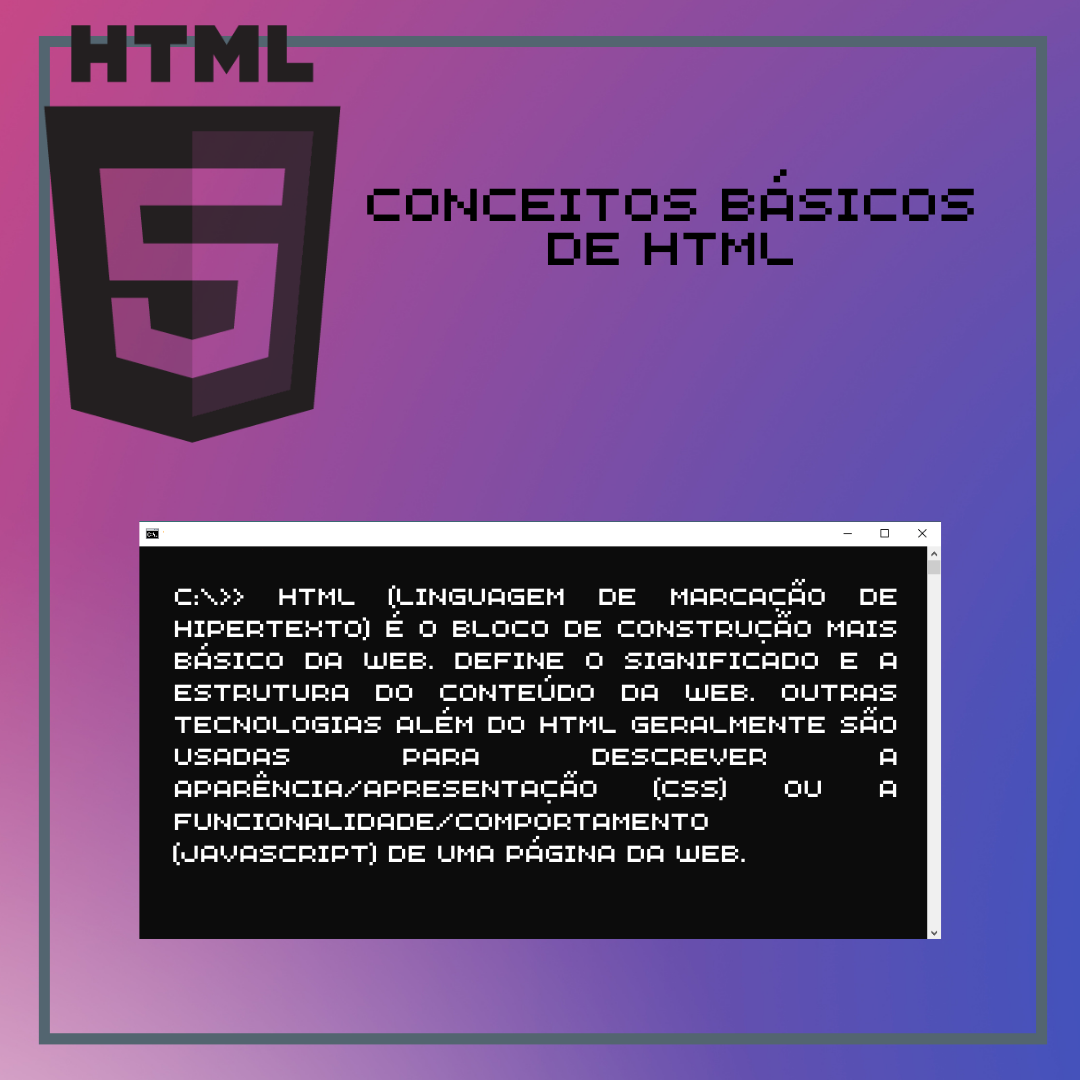 HTML
5
CONCEITOS BÁSICOS
DE HTML
C:\>> HTML (LINGUAGEM DE MARCAÇÃO DE
HIPERTEXTO) É O BLOCO DE CONSTRUÇÃO MAIS
BÁSICO DA WEB. DEFINE O SIGNIFICADO E A
ESTRUTURA DO CONTEÚDO DA WEB. OUTRAS
TECNOLOGIAS ALÉM DO HTML GERALMENTE SÃO
USADAS PARA DESCREVER A
APARÊNCIA/APRESENTAÇÃO (CSS) OU A
FUNCIONALIDADE/COMPORTAMENTO
(JAVASCRIPT) DE UMA PÁGINA DA WEB.